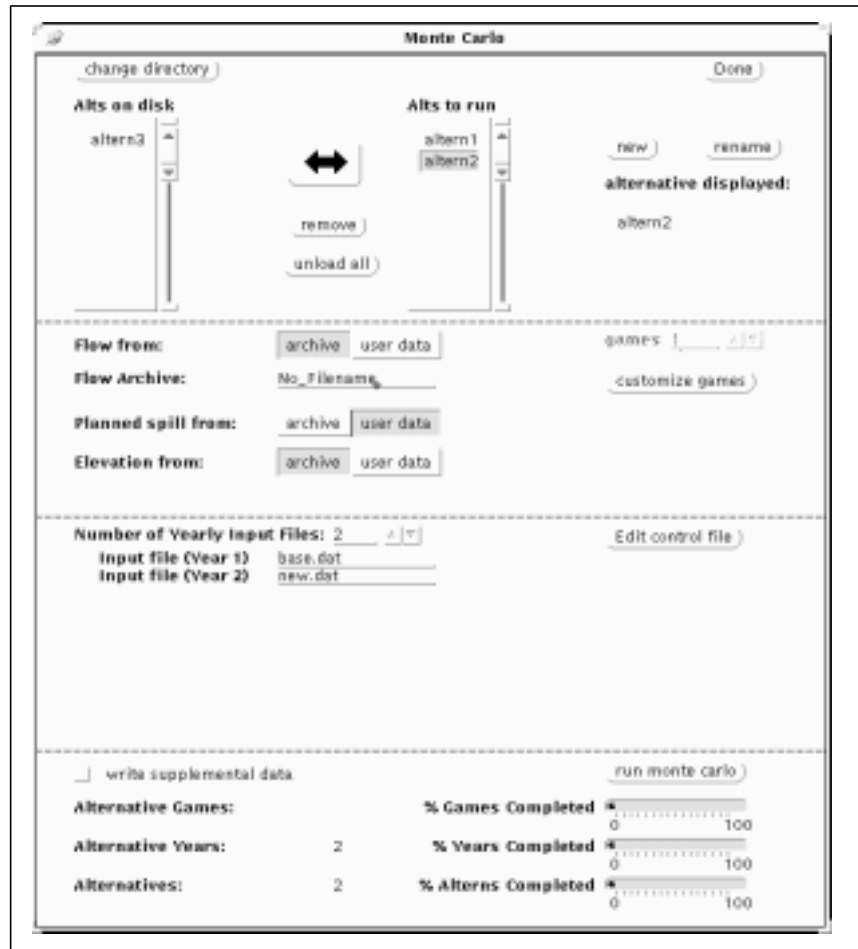 Monte Carlo
change directory
Done
Alts on disk
Alts to run
altern3
altern1
altern2
new
rename
alternative displayed:
altern2
remove
unload all
Flow from:
archive
user data
games 1
Flow Archive:
No_Filename
customize games
Planned spill from:
archive
user data
Elevation from:
archive
user data
Number of Yearly Input Files: 2
Edit control file
Input file (Year 1) base.dat
Input file (Year 2) new.dat
write supplemental data
run monte carlo
Alternative Games:
% Games Completed
0 100
Alternative Years: 2
% Years Completed
0 100
Alternatives: 2
% Alterns Completed
0 100